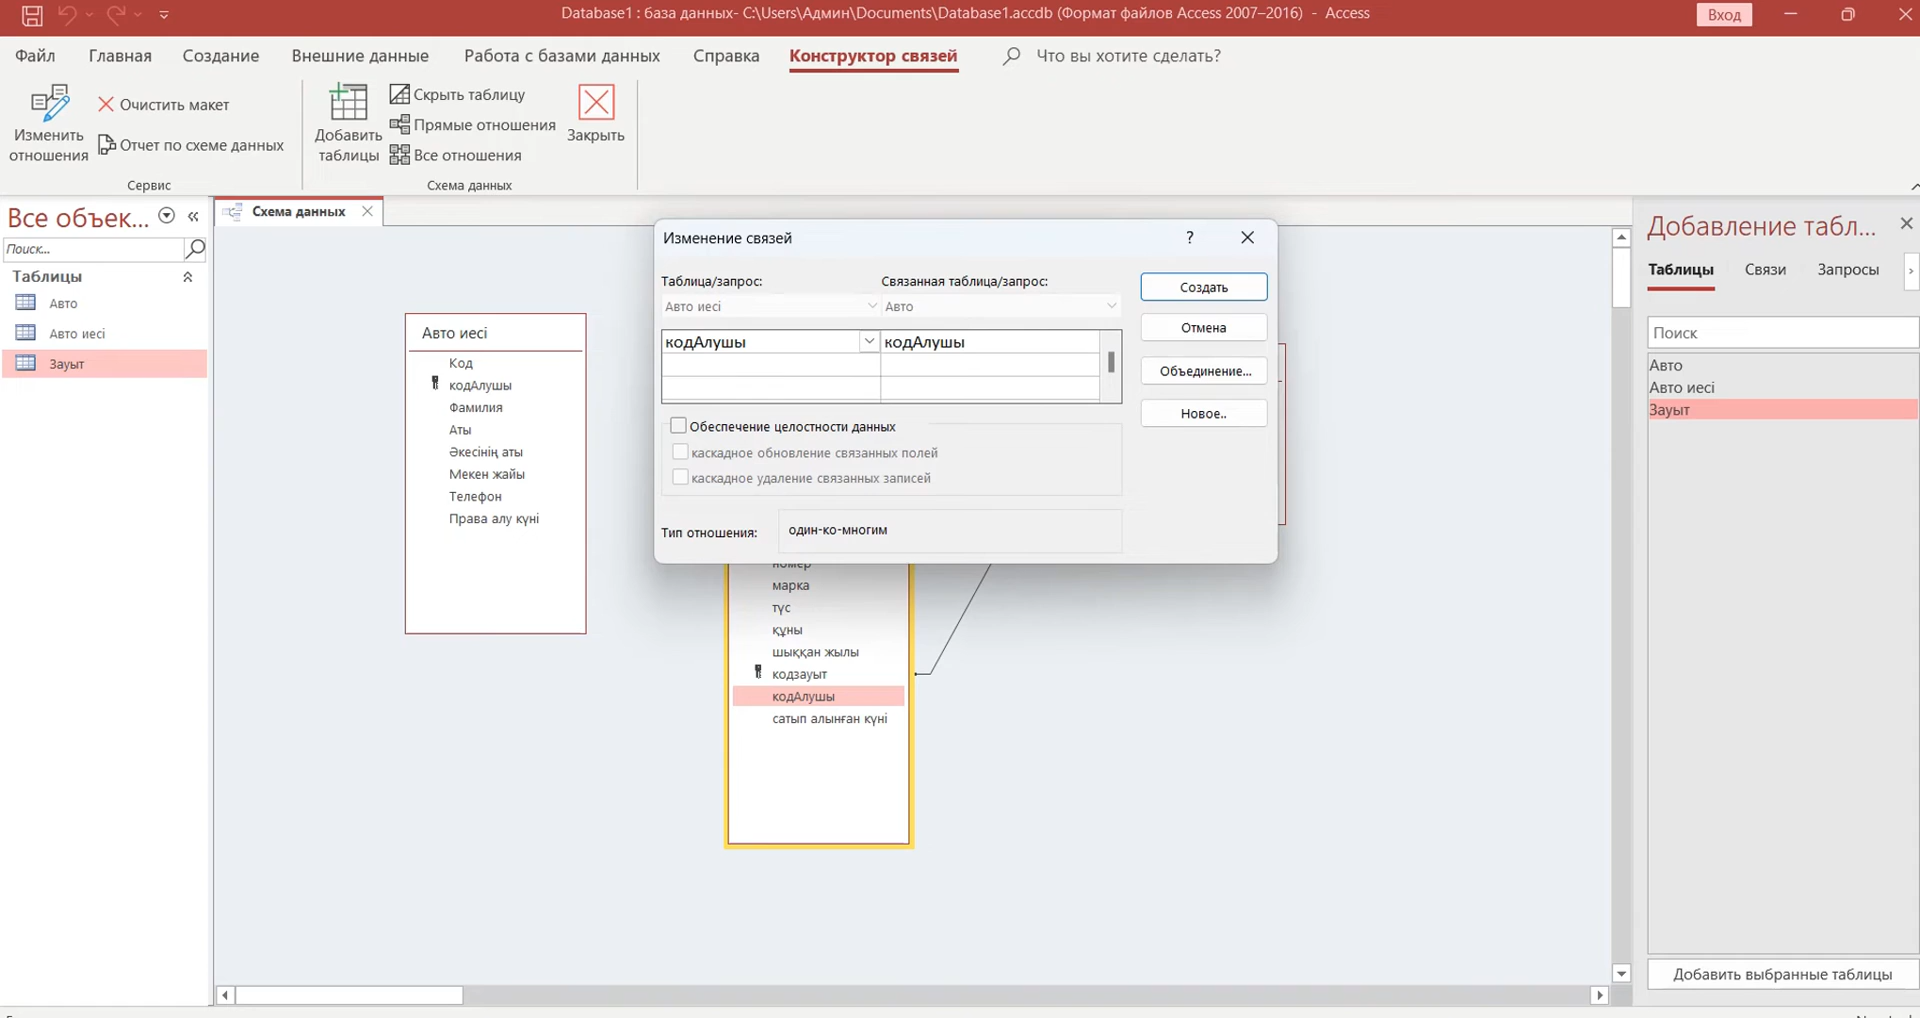 Database1 : база данных- C:\Users\Админ\Documents\Database1.accdb (Формат файлов Access 2007–2016) - Access
Вход
Файл Главная Создание Внешние данные Работа с базами данных Справка Конструктор связей Что вы хотите сделать?
Изменить отношения
Очистить макет
Отчет по схеме данных
Сервис
Добавить таблицы
Скрыть таблицу
Прямые отношения
Все отношения
Закрыть
Схема данных
Все объек...
Поиск...
Таблицы
Авто
Авто иесі
Зауыт
Схема данных
Авто иесі
Код
кодАлушы
Фамилия
Аты
Әкесінің аты
Мекен жайы
Телефон
Права алу күні
Изменение связей
?
Таблица/запрос: Связанная таблица/запрос:
Авто иесі Авто
кодАлушы кодАлушы
Обеспечение целостности данных
каскадное обновление связанных полей
каскадное удаление связанных записей
Тип отношения: один-ко-многим
Создать
Отмена
Объединение...
Новое..
номер
марка
түс
құны
шыққан жылы
кодзауыт
кодАлушы
сатып алынған күні
Добавление табл...
Таблицы Связи Запросы
Поиск
Авто
Авто иесі
Зауыт
Добавить выбранные таблицы